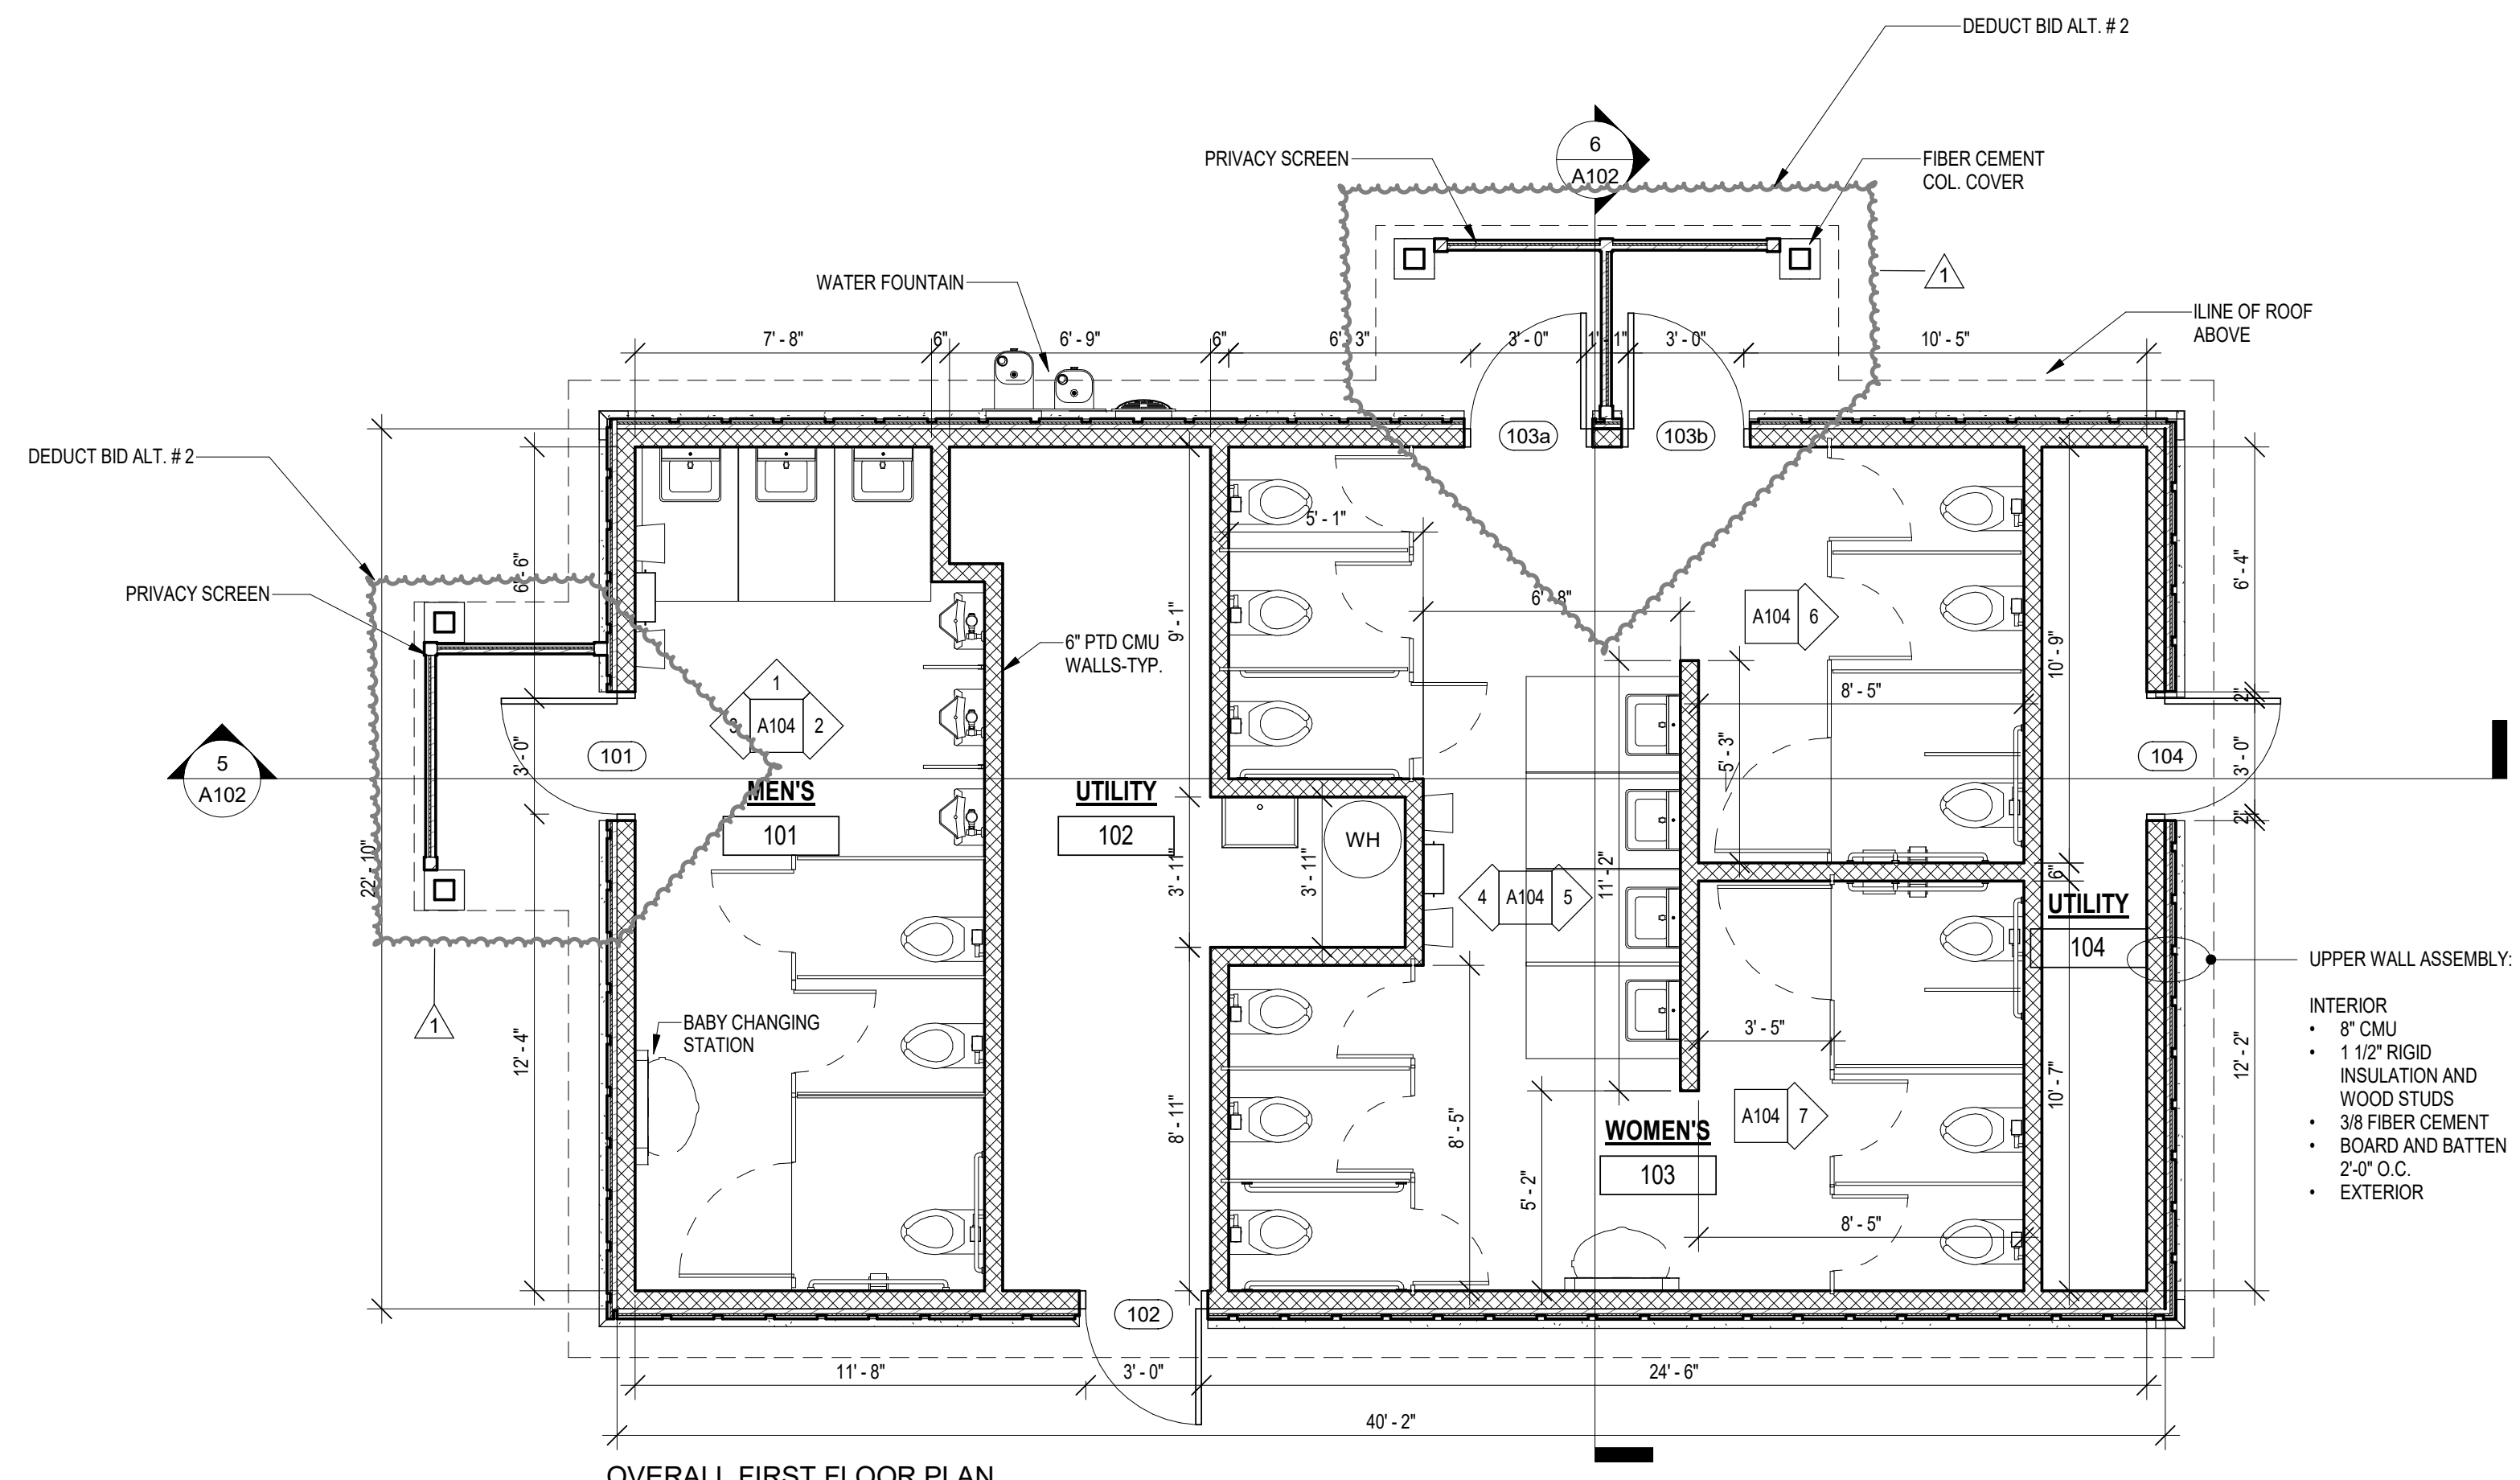 DEDUCT BID ALT. # 2
6
A102
PRIVACY SCREEN
FIBER CEMENT
COL. COVER
1
WATER FOUNTAIN
ILINE OF ROOF
ABOVE
7' - 8"
6"
6' - 9"
6"
6' - 3"
3' - 0"
1' - 1"
3' - 0"
10' - 5"
103a
103b
DEDUCT BID ALT. # 2
PRIVACY SCREEN
6' - 6"
5' - 1"
6' - 4"
9' - 1"
6' - 8"
A104
6
6" PTD CMU
WALLS-TYP.
10' - 9"
8' - 5"
2"
1
3
A104
2
5' - 3"
5
A102
101
3' - 0"
104
3' - 0"
MEN'S
101
UTILITY
102
2"
WH
22' - 10"
3' - 11"
3' - 11"
11' - 2"
4
A104
5
6"
UTILITY
104
UPPER WALL ASSEMBLY:
INTERIOR
• 8" CMU
• 1 1/2" RIGID
INSULATION AND
WOOD STUDS
• 3/8 FIBER CEMENT
• BOARD AND BATTEN
2'-0" O.C.
• EXTERIOR
1
BABY CHANGING
STATION
12' - 4"
3' - 5"
12' - 2"
10' - 7"
8' - 11"
8' - 5"
A104
7
WOMEN'S
103
5' - 2"
8' - 5"
102
11' - 8"
3' - 0"
24' - 6"
40' - 2"
OVERALL FIRST FLOOR PLAN